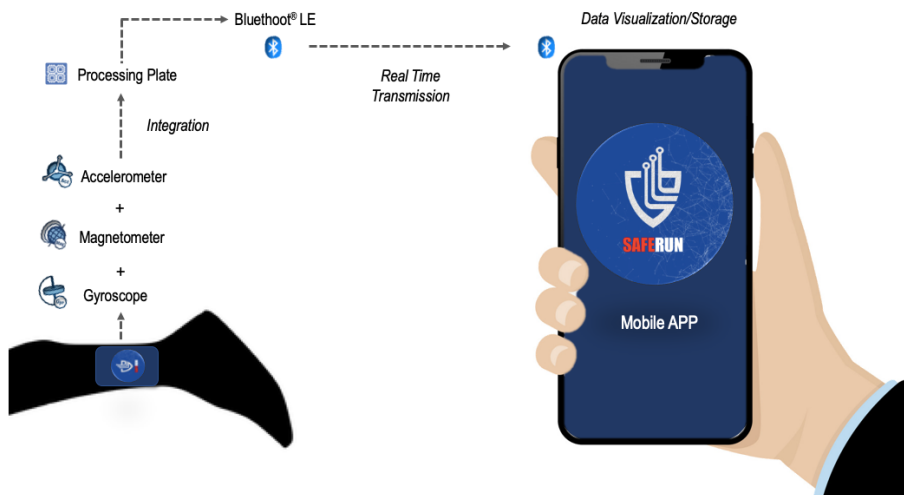 Bluethoot® LE
Data Visualization/Storage
Processing Plate
Real Time
Transmission
Integration
Accelerometer
+
Magnetometer
+
Gyroscope
SAFERUN
Mobile APP